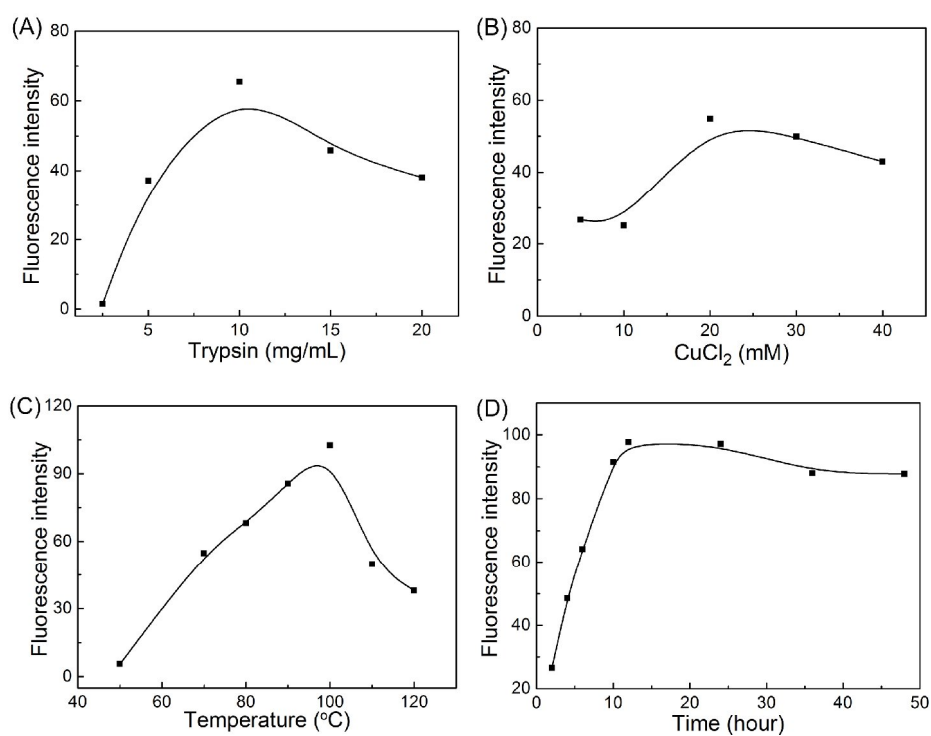 (A)
80
60
40
20
0
Fluorescence intensity
5 10 15 20
Trypsin (mg/mL)
(B)
80
60
40
20
0
Fluorescence intensity
0 10 20 30 40
CuCl₂ (mM)
(C)
120
90
60
30
0
Fluorescence intensity
40 60 80 100 120
Temperature (°C)
(D)
100
80
60
40
20
Fluorescence intensity
0 10 20 30 40 50
Time (hour)